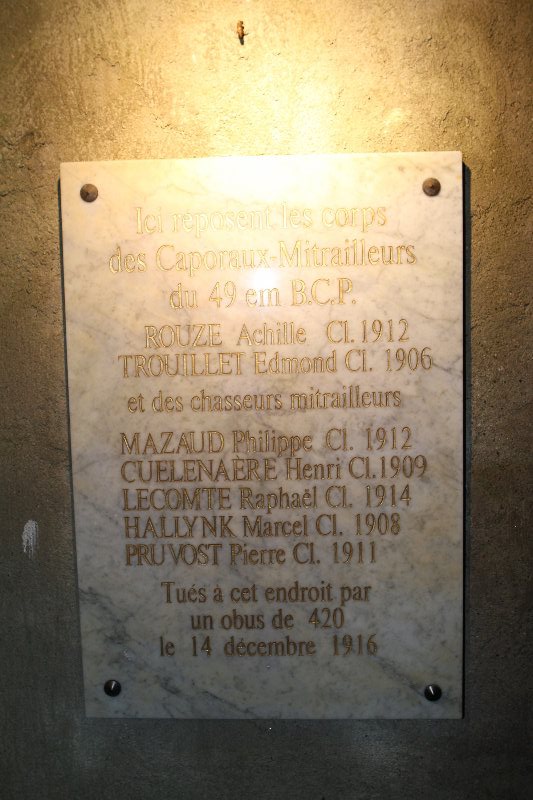 Ici reposent les corps
des Caporaux-Mitrailleurs
du 49 em B.C.P.
ROUZE Achille Cl. 1912
TROUILLET Edmond Cl. 1906
et des chasseurs mitrailleurs
MAZAUD Philippe Cl. 1912
CUELENAERE Henri Cl.1909
LECOMTE Raphaël Cl. 1914
HALLYNK Marcel Cl. 1908
PRUVOST Pierre Cl. 1911
Tués à cet endroit par
un obus de 420
le 14 décembre 1916